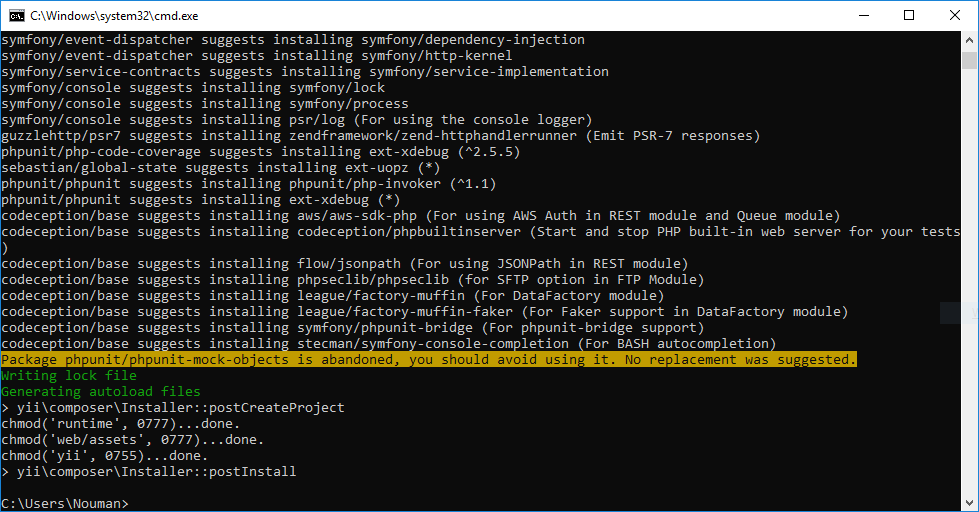 C:\Windows\system32\cmd.exe
symfony/event-dispatcher suggests installing symfony/dependency-injection
symfony/event-dispatcher suggests installing symfony/http-kernel
symfony/service-contracts suggests installing symfony/service-implementation
symfony/console suggests installing symfony/lock
symfony/console suggests installing symfony/process
symfony/console suggests installing psr/log (For using the console logger)
guzzlehttp/psr7 suggests installing zendframework/zend-httphandlerrunner (Emit PSR-7 responses)
phpunit/php-code-coverage suggests installing ext-xdebug (^2.5.5)
sebastian/global-state suggests installing ext-uopz (*)
phpunit/phpunit suggests installing phpunit/php-invoker (^1.1)
phpunit/phpunit suggests installing ext-xdebug (*)
codeception/base suggests installing aws/aws-sdk-php (For using AWS Auth in REST module and Queue module)
codeception/base suggests installing codeception/phpbuiltinserver (Start and stop PHP built-in web server for your tests
)
codeception/base suggests installing flow/jsonpath (For using JSONPath in REST module)
codeception/base suggests installing phpseclib/phpseclib (for SFTP option in FTP Module)
codeception/base suggests installing league/factory-muffin (For DataFactory module)
codeception/base suggests installing league/factory-muffin-faker (For Faker support in DataFactory module)
codeception/base suggests installing symfony/phpunit-bridge (For phpunit-bridge support)
codeception/base suggests installing stecman/symfony-console-completion (For BASH autocompletion)
Package phpunit/phpunit-mock-objects is abandoned, you should avoid using it. No replacement was suggested.
Writing lock file
Generating autoload files
> yii\composer\Installer::postCreateProject
chmod('runtime', 0777)...done.
chmod('web/assets', 0777)...done.
chmod('yii', 0755)...done.
> yii\composer\Installer::postInstall
C:\Users\Nouman>